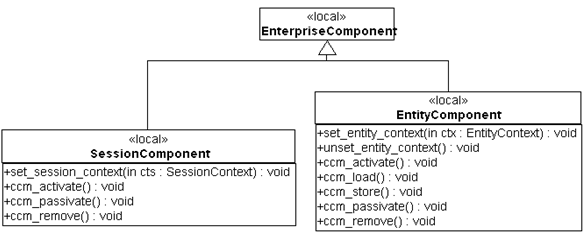 «local»
EnterpriseComponent
«local»
SessionComponent
+set_session_context(in cts : SessionContext) : void
+ccm_activate() : void
+ccm_passivate() : void
+ccm_remove() : void
«local»
EntityComponent
+set_entity_context(in ctx : EntityContext) : void
+unset_entity_context() : void
+ccm_activate() : void
+ccm_load() : void
+ccm_store() : void
+ccm_passivate() : void
+ccm_remove() : void